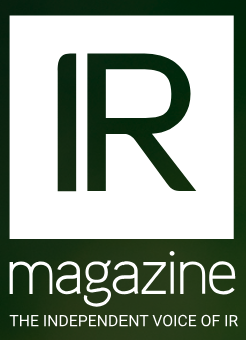 IR
magazine
THE INDEPENDENT VOICE OF IR